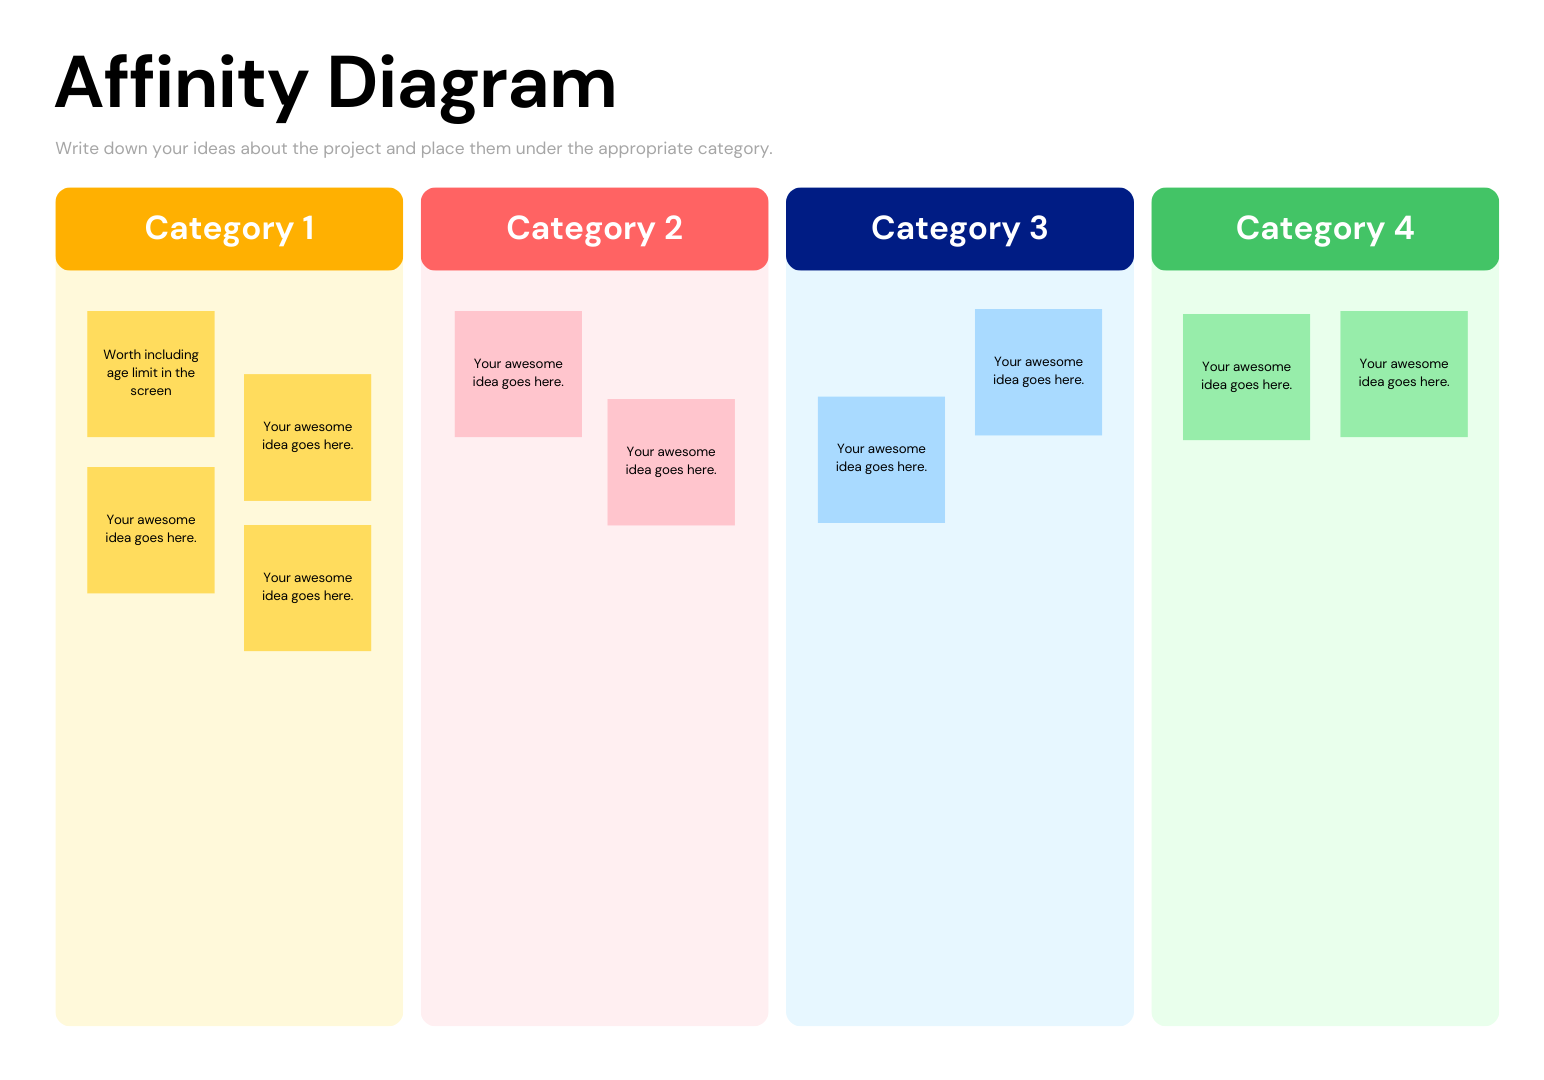 Affinity Diagram
Write down your ideas about the project and place them under the appropriate category.
Category 1
Worth including
age limit in the
screen
Your awesome
idea goes here.
Your awesome
idea goes here.
Your awesome
idea goes here.
Category 2
Your awesome
idea goes here.
Your awesome
idea goes here.
Category 3
Your awesome
idea goes here.
Your awesome
idea goes here.
Category 4
Your awesome
idea goes here.
Your awesome
idea goes here.